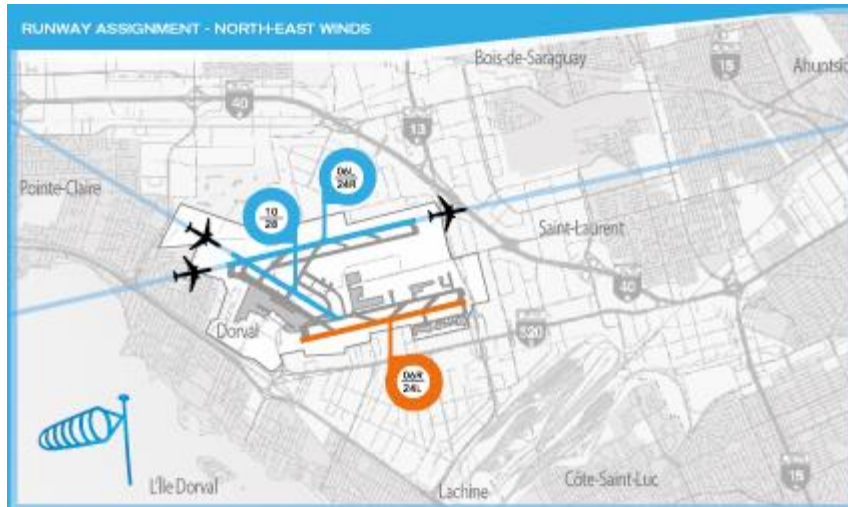 RUNWAY ASSIGNMENT - NORTH-EAST WINDS
Bois-de-Saraguay
15
Ahuntsic
40
13
Pointe-Claire
06L
24R
10
28
Saint-Laurent
40
Dorval
520
06R
24L
L'Île Dorval
Lachine
Côte-Saint-Luc
15